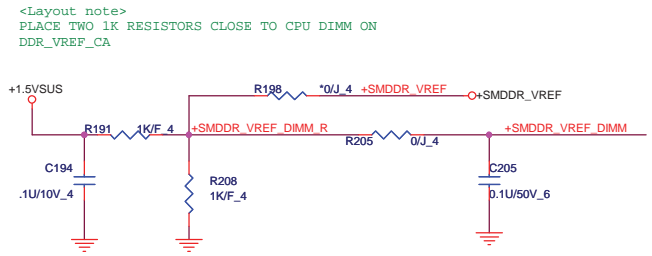 <Layout note>
PLACE TWO 1K RESISTORS CLOSE TO CPU DIMM ON
DDR_VREF_CA
+1.5VSUS
R198 *0/J_4 +SMDDR_VREF +SMDDR_VREF
R191 1K/F_4 +SMDDR_VREF_DIMM_R R205 0/J_4 +SMDDR_VREF_DIMM
C194
.1U/10V_4
R208
1K/F_4
C205
0.1U/50V_6